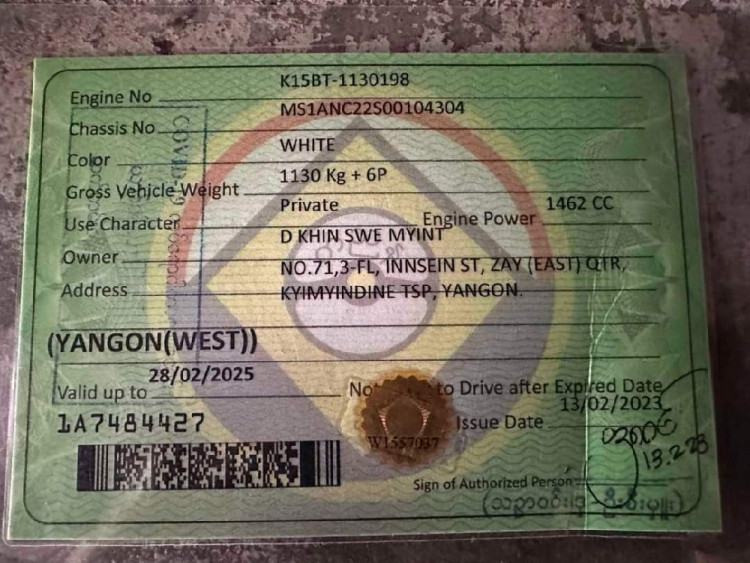 Engine No K15BT-1130198
Chassis No MS1ANC22S00104304
Color WHITE
Gross Vehicle Weight 1130 Kg + 6P
Use Character Private Engine Power 1462 CC
Owner D KHIN SWE MYINT
Address NO.71,3-FL, INNSEIN ST, ZAY (EAST) QTR,
KYIMYINDINE TSP, YANGON.
(YANGON(WEST))
Valid up to 28/02/2025 Not to Drive after Expired Date
1A7484427 Issue Date 13/02/2023
W1557037
13.2.23
Sign of Authorized Person
COVID-19